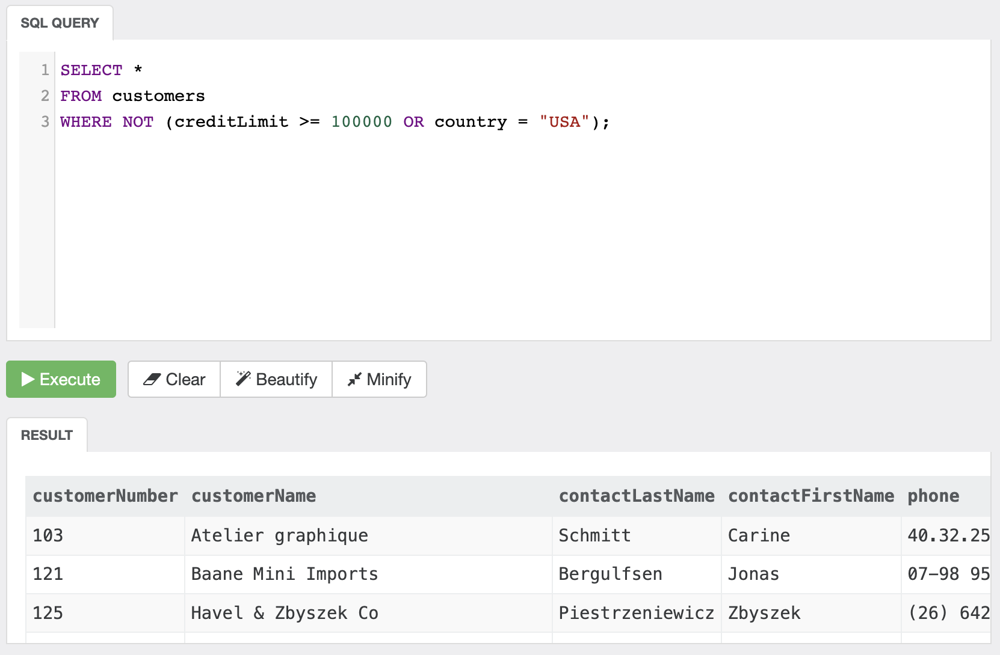 SQL QUERY
1 SELECT *
2 FROM customers
3 WHERE NOT (creditLimit >= 100000 OR country = "USA");
Execute Clear Beautify Minify
RESULT
customerNumber customerName contactLastName contactFirstName phone
103 Atelier graphique Schmitt Carine 40.32.25
121 Baane Mini Imports Bergulfsen Jonas 07-98 95
125 Havel & Zbyszek Co Piestrzeniewicz Zbyszek (26) 642